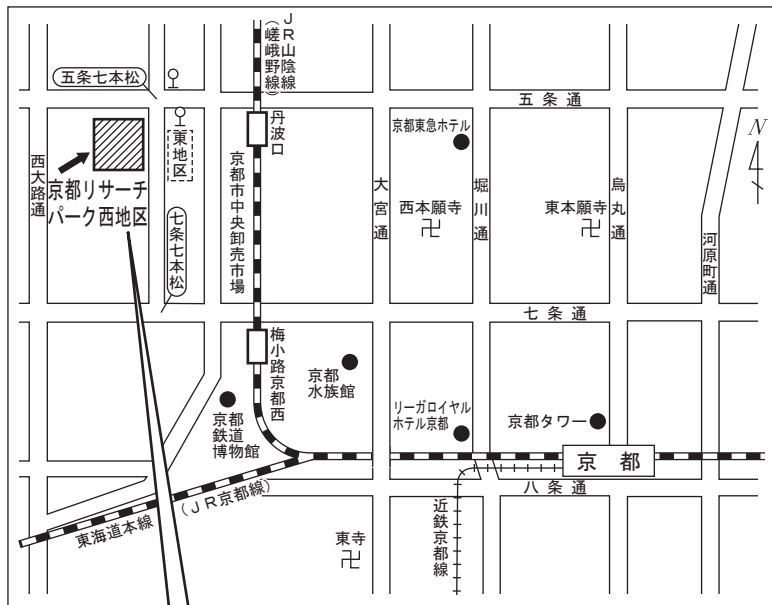 JR山陰線
(嵯峨野線)
五条七本松
五条通
丹波口
京都東急ホテル
東地区
N
西大路通
京都リサーチ
パーク西地区
京都市中央卸売市場
大宮通
西本願寺
卍
堀川通
東本願寺
卍
烏丸通
河原町通
七条七本松
七条通
梅小路京都西
京都
水族館
京都
鉄道
博物館
リーガロイヤル
ホテル京都
京都タワー
京都
八条通
東海道本線
(JR京都線)
近鉄京都線
東寺
卍